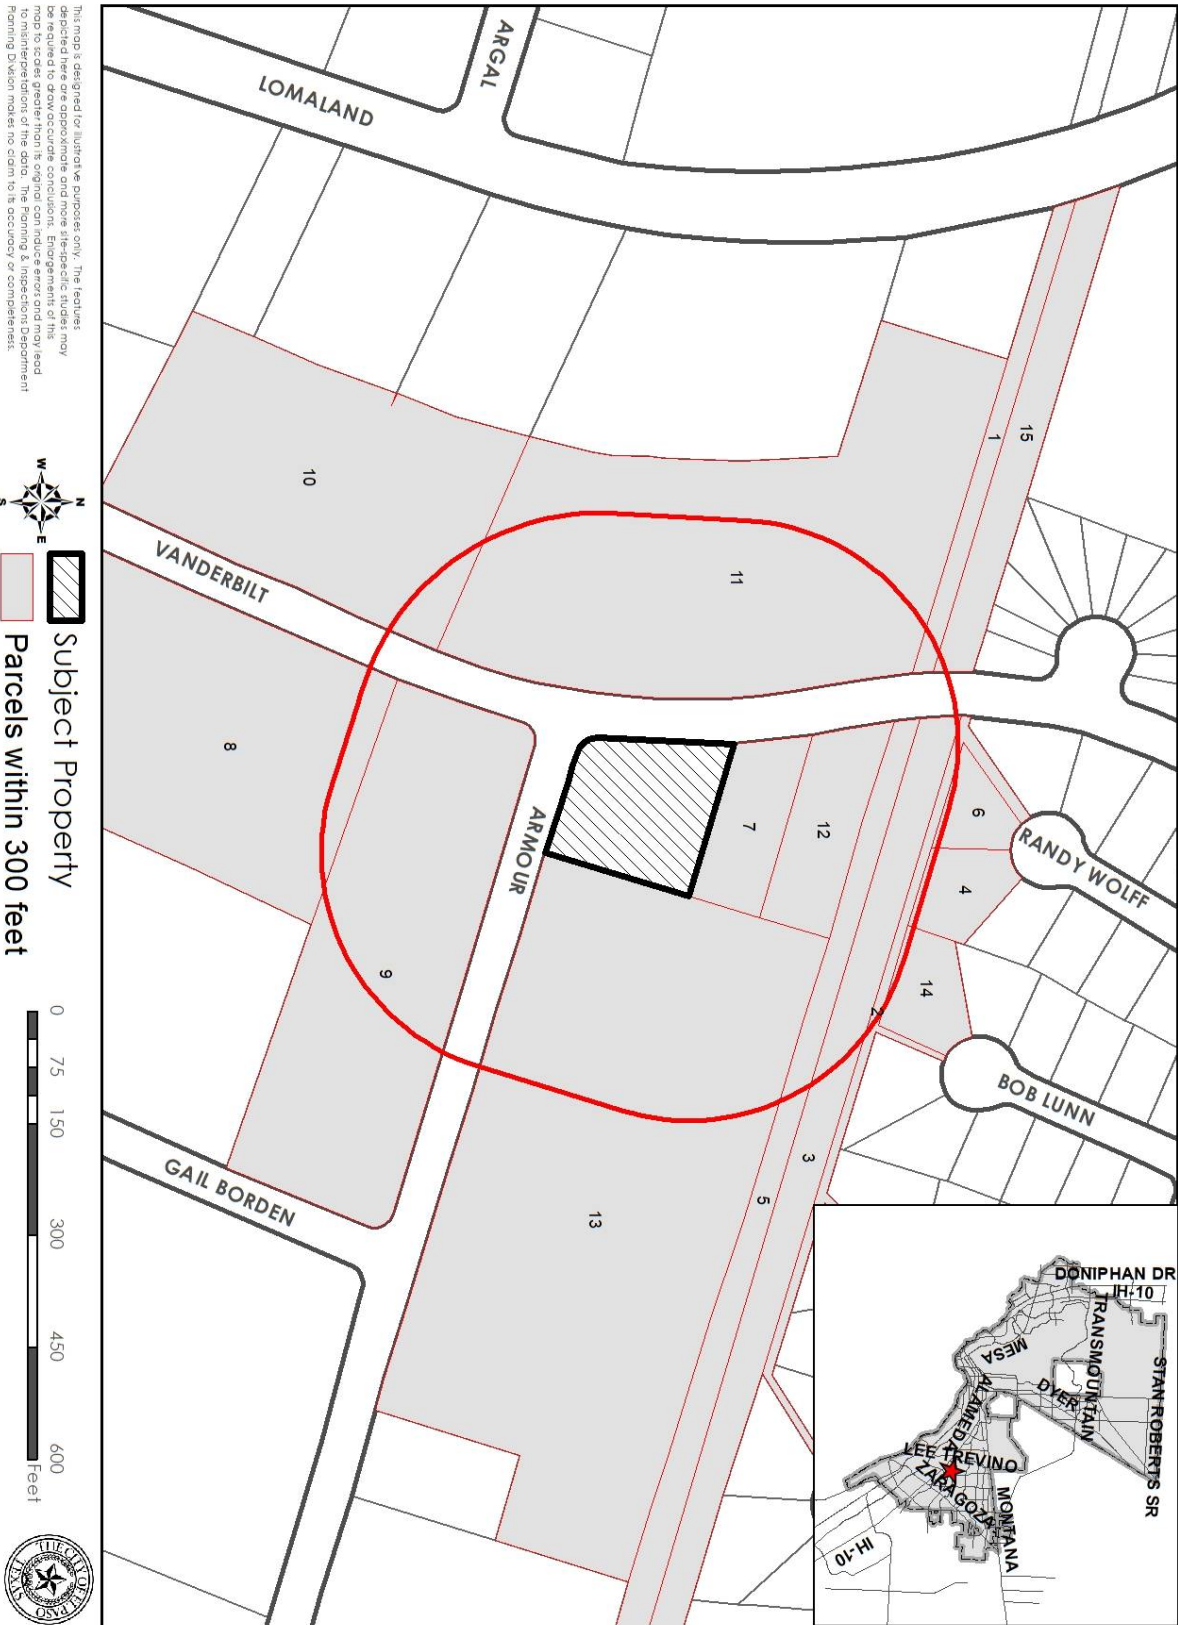 ARGAL
LOMALAND
15
1
10
11
VANDERBILT
8
9
ARMOUR
7
12
6
4
14
2
RANDY WOLFF
BOB LUNN
3
5
13
GAIL BORDEN
DONIPHAN DR
IH-10
TRANSMOUNTAIN
STAN ROBERTS SR
MESA
DYER
ALAMEDA
LEE TREVINO
ZARAGOZA
MONTANA
IH-10
This map is designed for illustrative purposes only. The features
depicted here are approximate and more site-specific studies may
be required to draw accurate conclusions. Enlargements of this
map to scales greater than its original can induce errors and may lead
to misinterpretations of the data. The Planning & Inspections Department
Planning Division makes no claim to its accuracy or completeness.
N
W
E
S
Subject Property
Parcels within 300 feet
0 75 150 300 450 600
Feet
THE CITY OF EL PASO
TEXAS